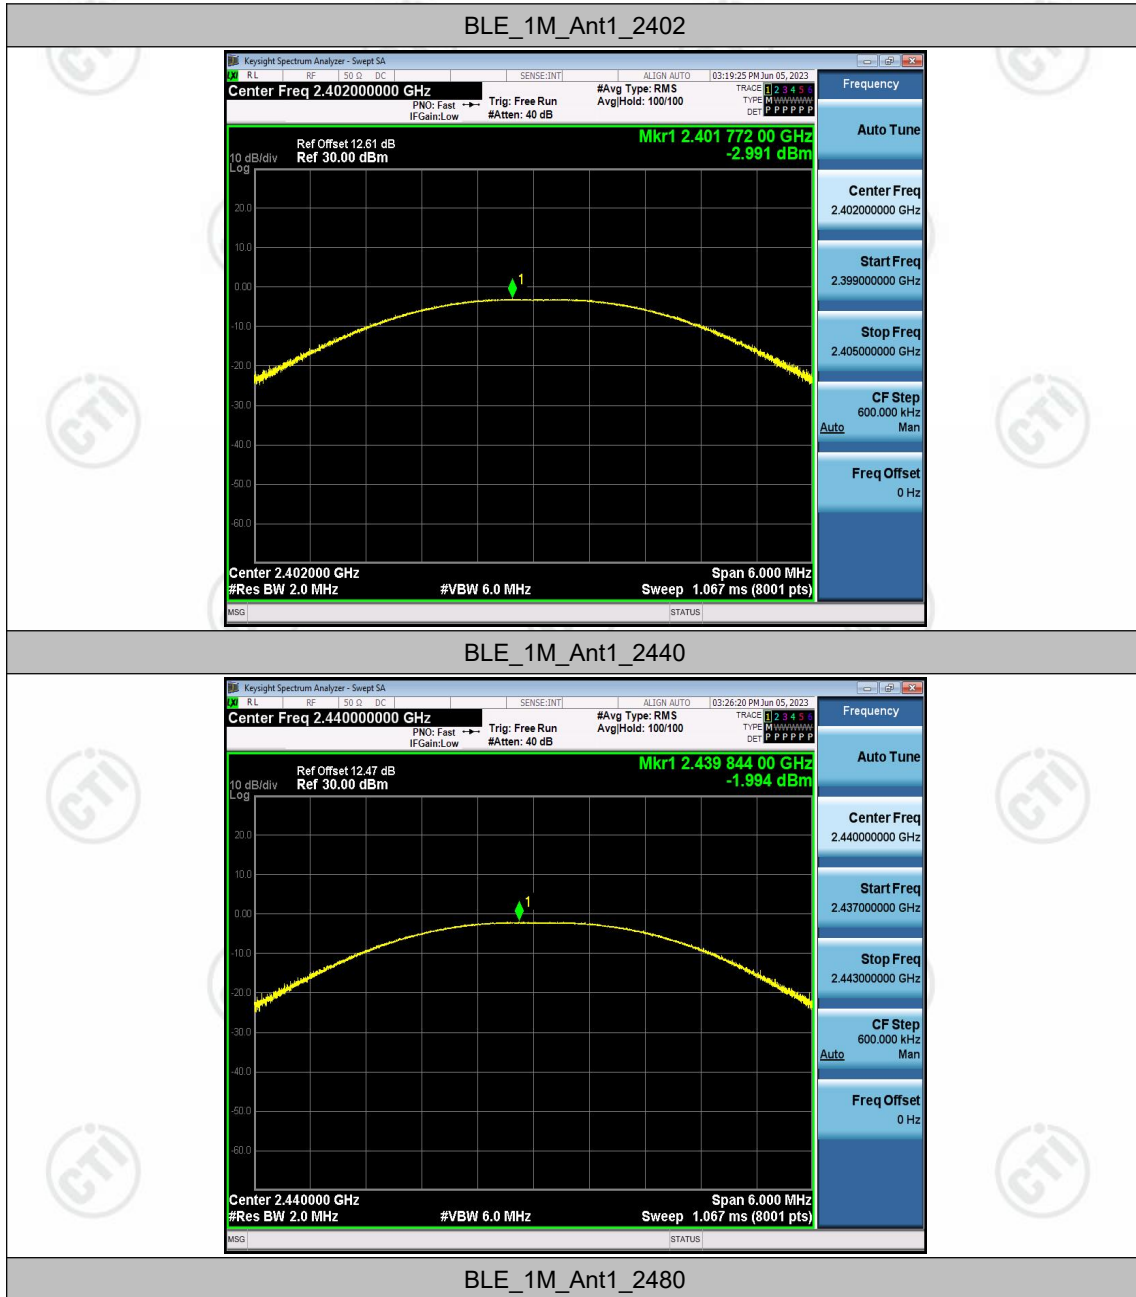 BLE_1M_Ant1_2402
Keysight Spectrum Analyzer - Swept SA
LXI RL RF 50 Ω DC SENSE:INT ALIGN AUTO 03:19:25 PM Jun 05, 2023
Center Freq 2.402000000 GHz #Avg Type: RMS TRACE 1 2 3 4 5 6
PNO: Fast Trig: Free Run Avg|Hold: 100/100 TYPE M WWWWW
IFGain:Low #Atten: 40 dB DET P P P P P P
Frequency
Auto Tune
Center Freq
2.402000000 GHz
Start Freq
2.399000000 GHz
Stop Freq
2.405000000 GHz
CF Step
600.000 kHz
Auto Man
Freq Offset
0 Hz
Mkr1 2.401 772 00 GHz
Ref Offset 12.61 dB -2.991 dBm
10 dB/div Ref 30.00 dBm
Log
20.0
10.0
1
0.00
-10.0
-20.0
-30.0
-40.0
-50.0
-60.0
Center 2.402000 GHz Span 6.000 MHz
#Res BW 2.0 MHz #VBW 6.0 MHz Sweep 1.067 ms (8001 pts)
MSG STATUS
BLE_1M_Ant1_2440
Keysight Spectrum Analyzer - Swept SA
LXI RL RF 50 Ω DC SENSE:INT ALIGN AUTO 03:26:20 PM Jun 05, 2023
Center Freq 2.440000000 GHz #Avg Type: RMS TRACE 1 2 3 4 5 6
PNO: Fast Trig: Free Run Avg|Hold: 100/100 TYPE M WWWWW
IFGain:Low #Atten: 40 dB DET P P P P P P
Frequency
Auto Tune
Center Freq
2.440000000 GHz
Start Freq
2.437000000 GHz
Stop Freq
2.443000000 GHz
CF Step
600.000 kHz
Auto Man
Freq Offset
0 Hz
Mkr1 2.439 844 00 GHz
Ref Offset 12.47 dB -1.994 dBm
10 dB/div Ref 30.00 dBm
Log
20.0
10.0
1
0.00
-10.0
-20.0
-30.0
-40.0
-50.0
-60.0
Center 2.440000 GHz Span 6.000 MHz
#Res BW 2.0 MHz #VBW 6.0 MHz Sweep 1.067 ms (8001 pts)
MSG STATUS
BLE_1M_Ant1_2480
CTI
CTI
CTI
CTI
CTI
CTI